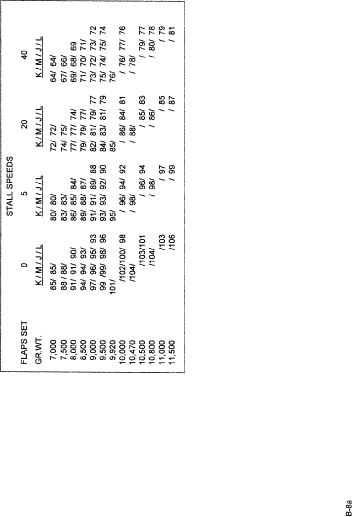 STALL SPEEDS
FLAPS SET 0 5 20 40
GR.WT. K / M / J / L K / M / J / L K / M / J / L K / M / J / L
7,000 85/ 85/ 80/ 80/ 72/ 72/ 64/ 64/
7,500 88 / 88/ 83/ 83/ 74/ 75/ 67/ 66/
8,000 91/ 91/ 90/ 86/ 85/ 84/ 77/ 77/ 74/ 69/ 68/ 69
8,500 94/ 94/ 93/ 89/ 88/ 87/ 79/ 79/ 77/ 71/ 70/ 71/
9,000 97/ 96/ 95/ 93 91/ 91/ 89/ 88 82/ 81/ 79/ 77 73/ 72/ 73/ 72
9,500 99 /99/ 98/ 96 93/ 93/ 92/ 90 84/ 83/ 81/ 79 75/ 74/ 75/ 74
9,920 101/ 95/ 85/ 76/
10,000 /102/100/ 98 / 96/ 94/ 92 / 86/ 84/ 81 / 76/ 77/ 76
10,470 /104/ / 98/ / 88/ / 78/
10,500 /103/101 / 96/ 94 / 85/ 83 / 79/ 77
10,800 /104/ / 98/ / 86/ / 80/ 78
11,000 /103 / 97 / 85 / 79
11,500 /106 / 99 / 87 / 81
B-8a